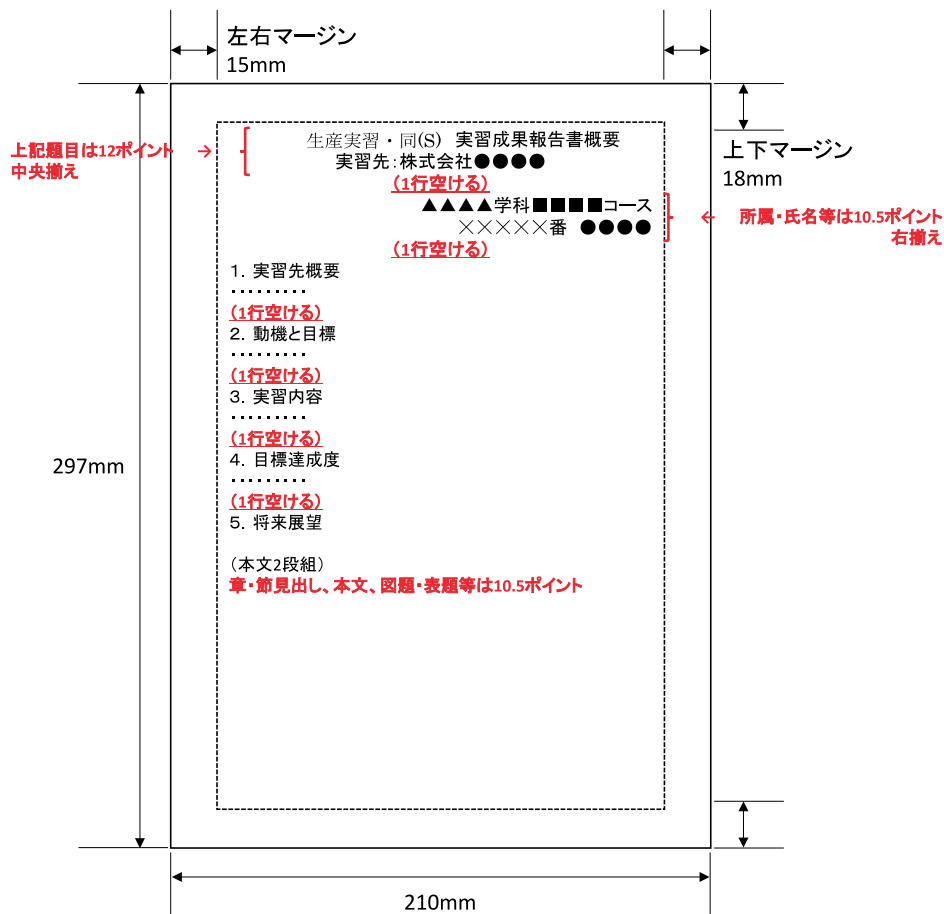 左右マージン
15mm
上記題目は12ポイント →
中央揃え
生産実習・同(S) 実習成果報告書概要
実習先：株式会社●●●●
(1行空ける)
上下マージン
18mm
▲▲▲▲学科■■■■コース
×××××番 ●●●●
← 所属・氏名等は10.5ポイント
右揃え
(1行空ける)
1. 実習先概要
・・・・・・・・・
(1行空ける)
2. 動機と目標
・・・・・・・・・
(1行空ける)
3. 実習内容
・・・・・・・・・
(1行空ける)
4. 目標達成度
・・・・・・・・・
(1行空ける)
5. 将来展望
（本文2段組）
章・節見出し、本文、図題・表題等は10.5ポイント
297mm
210mm